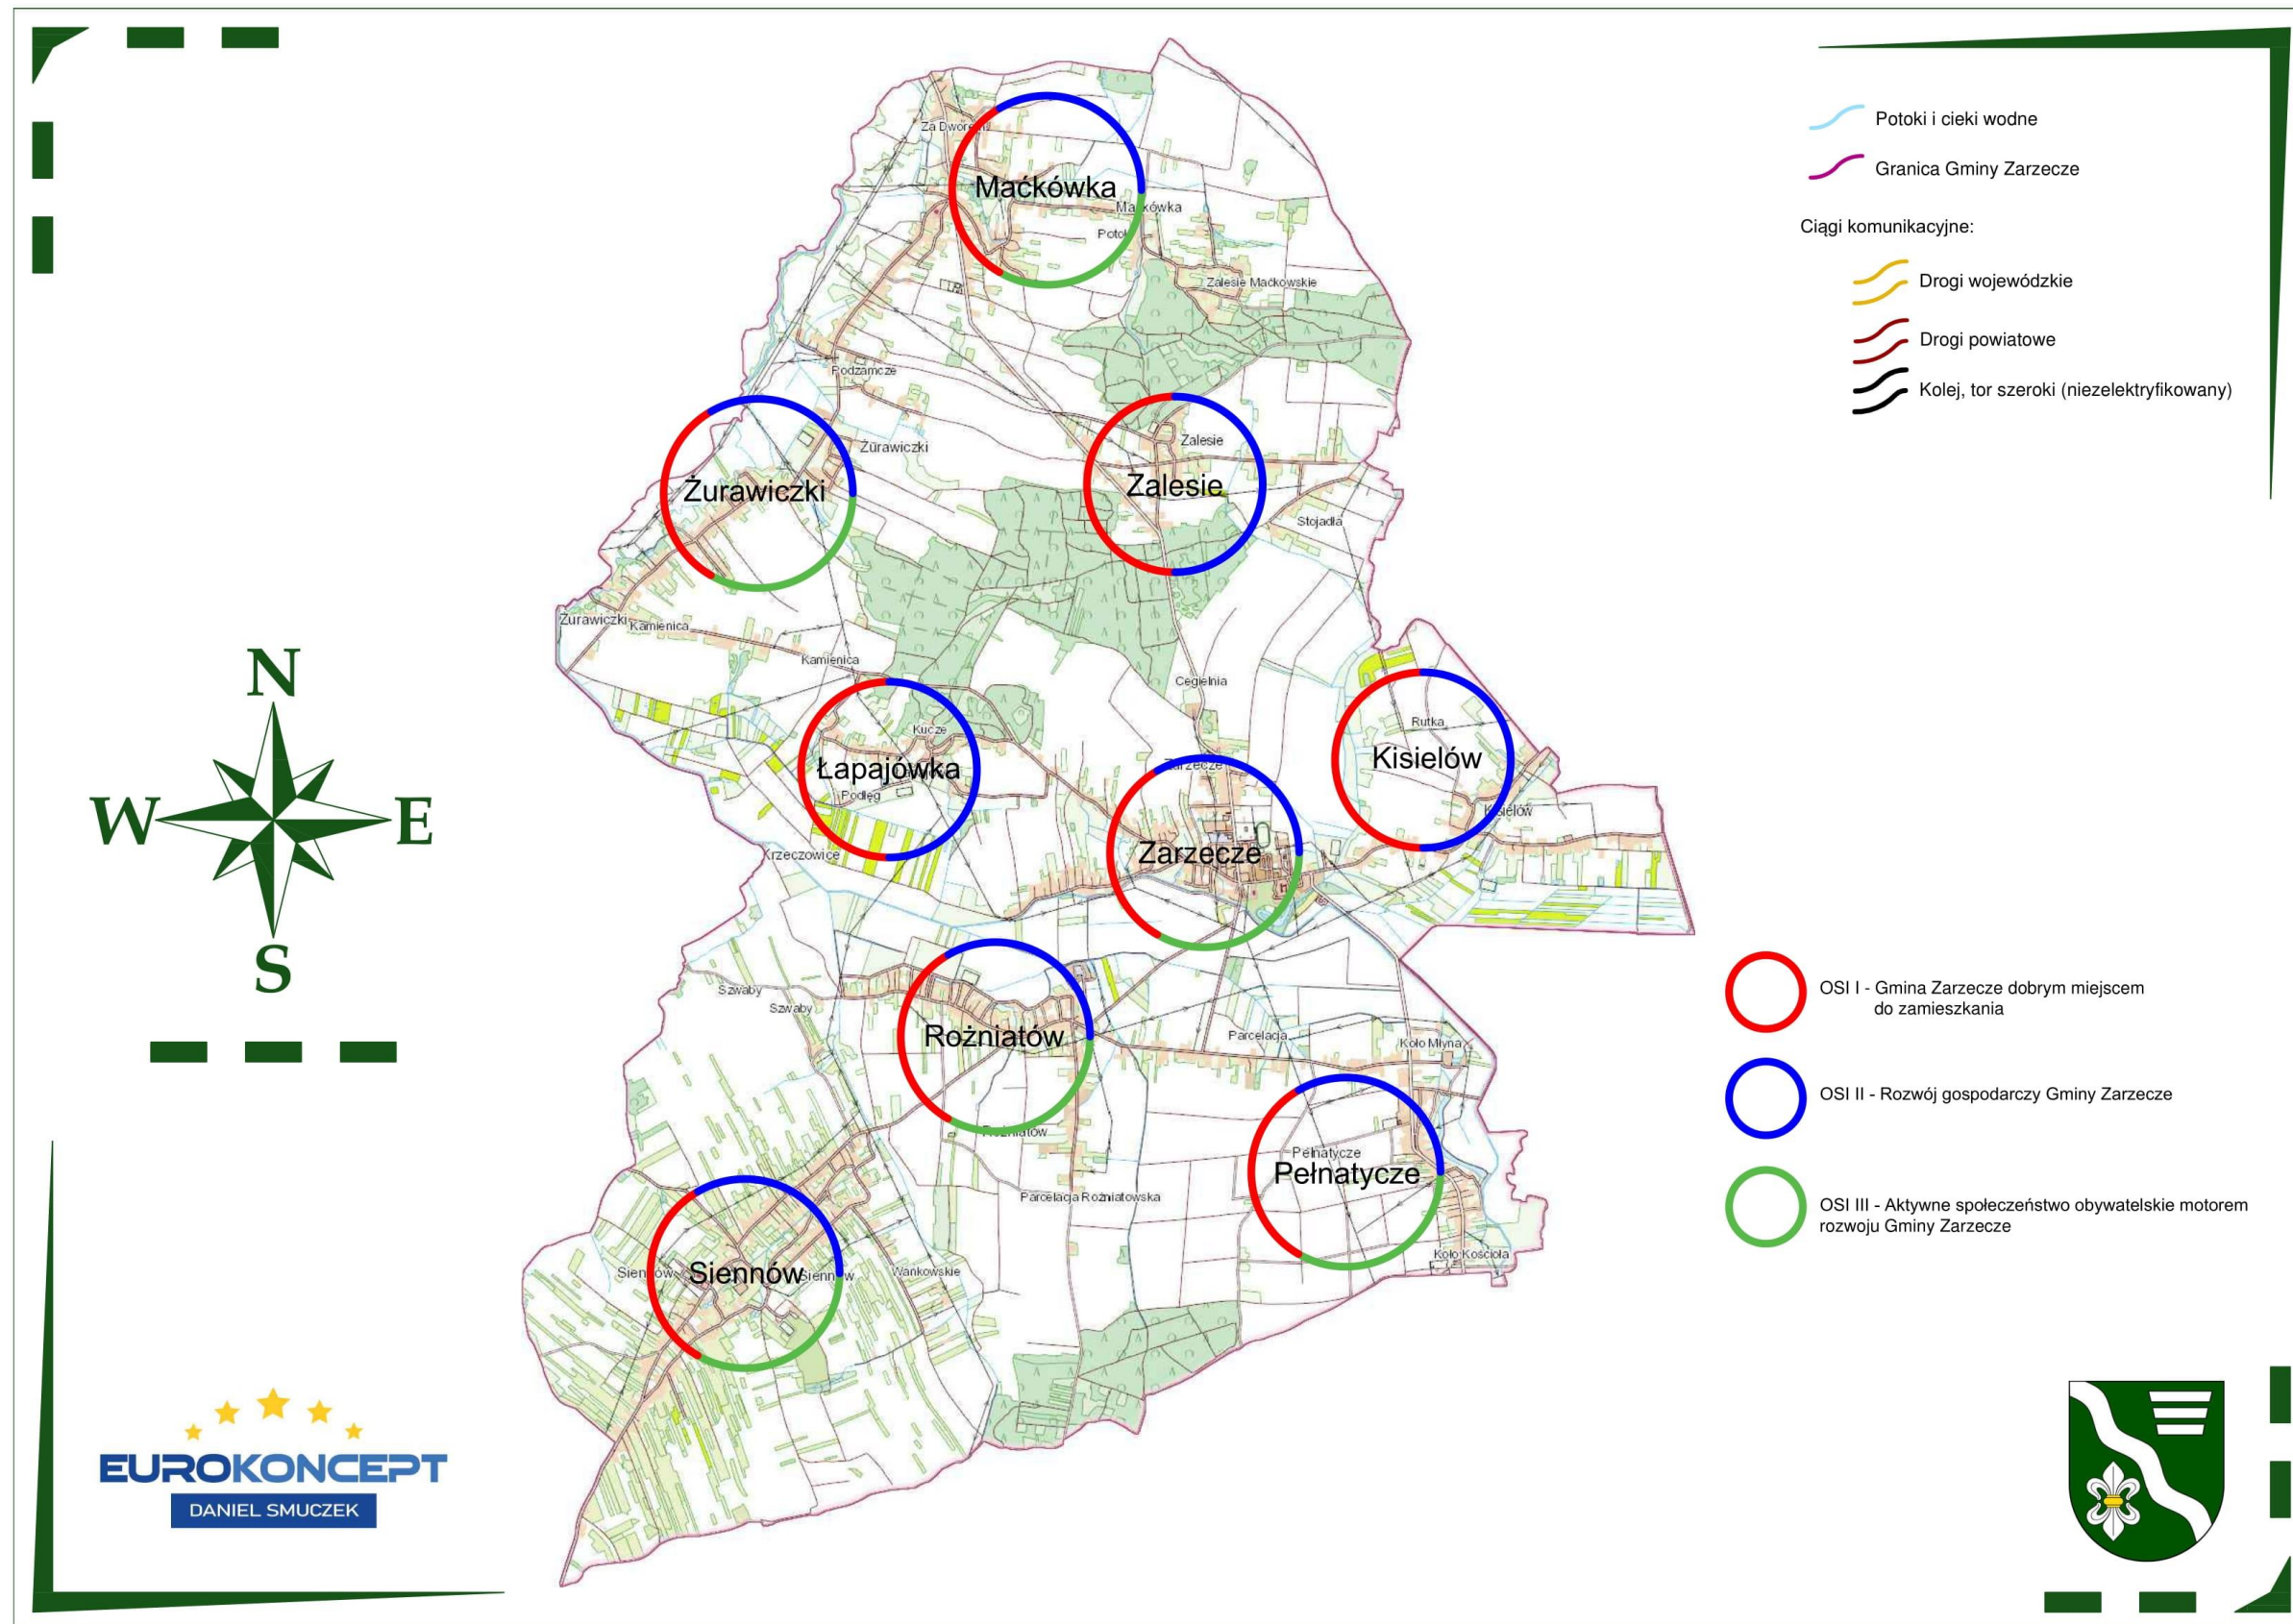 Potoki i cieki wodne
Granica Gminy Zarzecze
Ciągi komunikacyjne:
Drogi wojewódzkie
Drogi powiatowe
Kolej, tor szeroki (niezelektryfikowany)
Maćkówka
Potok
Zalesie Maćkowskie
Podzamcze
Żurawiczki
Żurawiczki
Zalesie
Zalesie
Stojadła
Żurawiczki
Kamienica
Kamienica
Cegielnia
Rutka
Kucze
Kisielów
Łapajówka
Zarzecze
Podłęg
Kisielów
Krzeczowice
Zarzecze
Szwaby
Szwaby
Rożniatów
Parcelacja
Koło Młyna
Rożniatów
Pełnatycze
Pełnatycze
Parcelacja Rożniatowska
Koło Kościoła
Siennów
Siennów
Siennów
Wańkowskie
N
W
E
S
OSI I - Gmina Zarzecze dobrym miejscem
do zamieszkania
OSI II - Rozwój gospodarczy Gminy Zarzecze
OSI III - Aktywne społeczeństwo obywatelskie motorem
rozwoju Gminy Zarzecze
EUROKONCEPT
DANIEL SMUCZEK